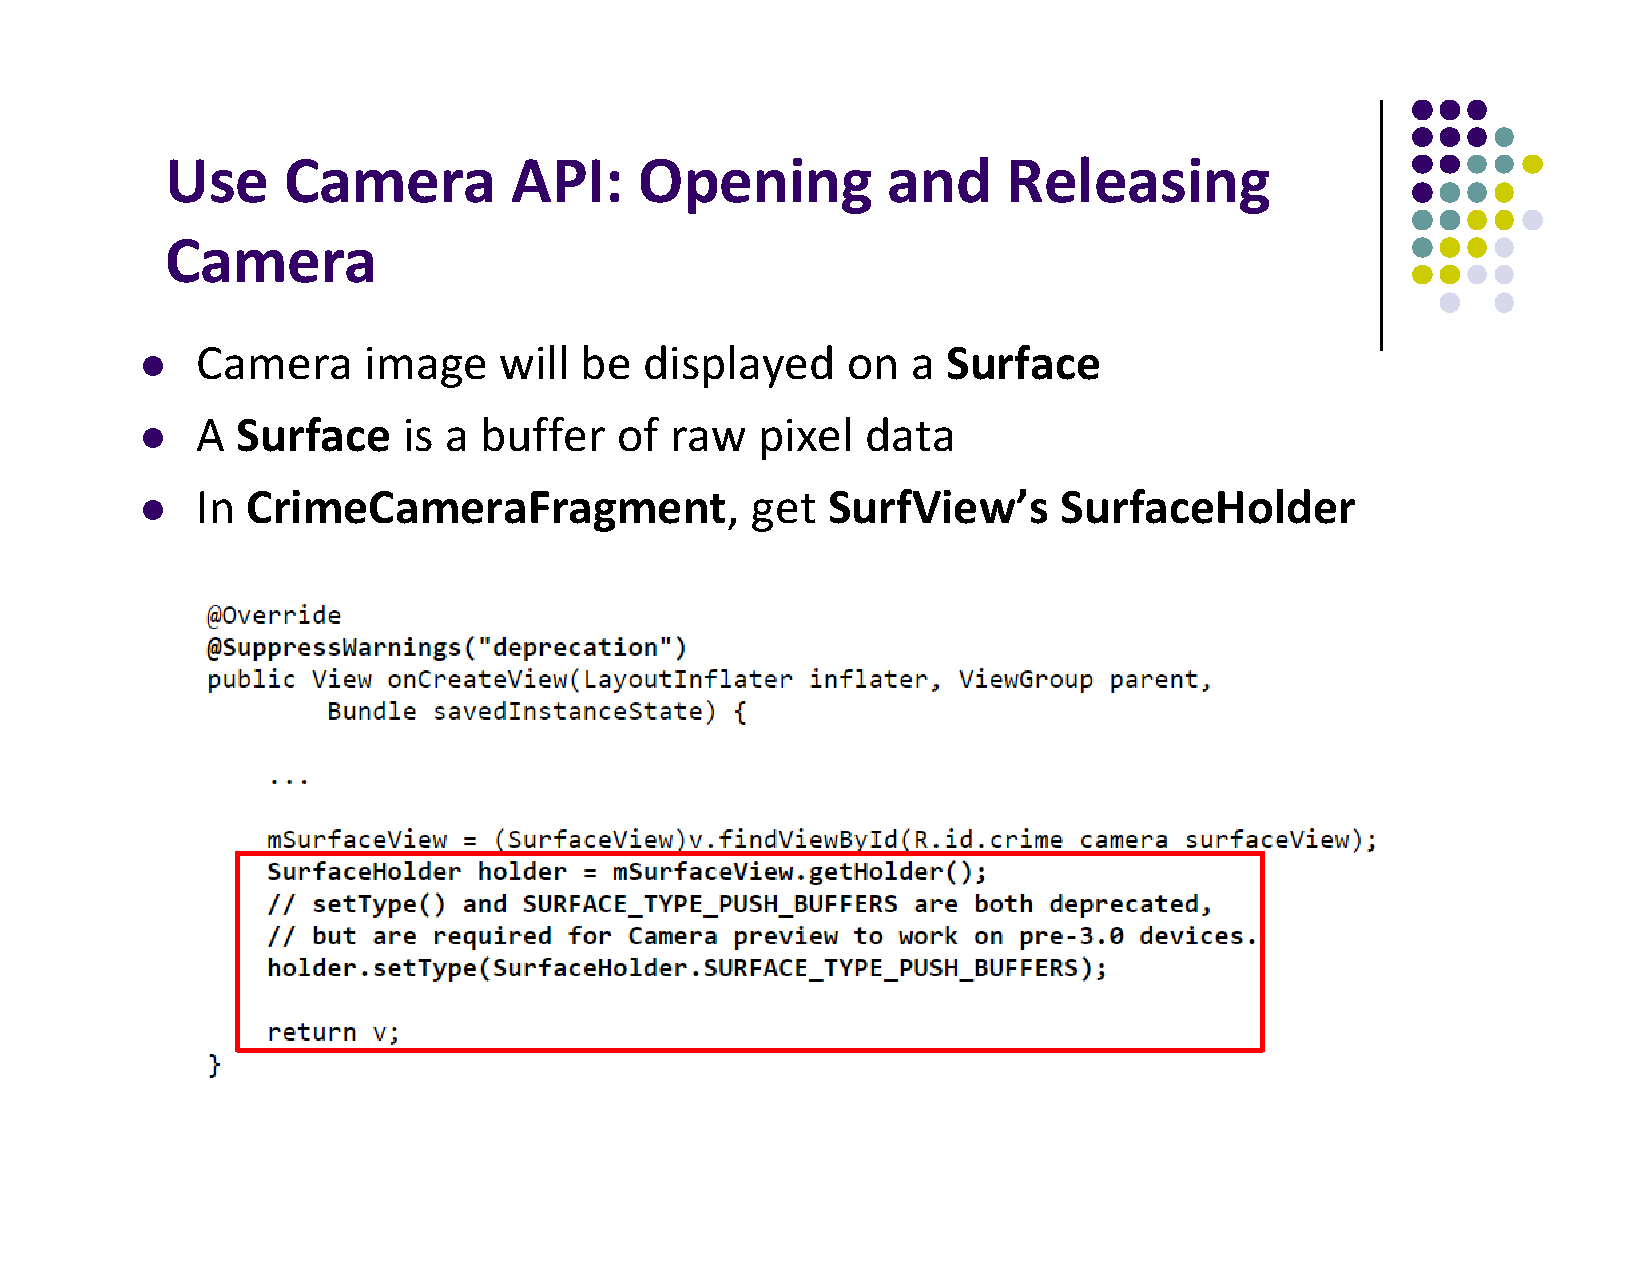 Use Camera API: Opening and Releasing
Camera
● Camera image will be displayed on a Surface
● A Surface is a buffer of raw pixel data
● In CrimeCameraFragment, get SurfView’s SurfaceHolder
@Override
@SuppressWarnings("deprecation")
public View onCreateView(LayoutInflater inflater, ViewGroup parent,
        Bundle savedInstanceState) {
    ...
    mSurfaceView = (SurfaceView)v.findViewById(R.id.crime_camera_surfaceView);
    SurfaceHolder holder = mSurfaceView.getHolder();
    // setType() and SURFACE_TYPE_PUSH_BUFFERS are both deprecated,
    // but are required for Camera preview to work on pre-3.0 devices.
    holder.setType(SurfaceHolder.SURFACE_TYPE_PUSH_BUFFERS);
    return v;
}